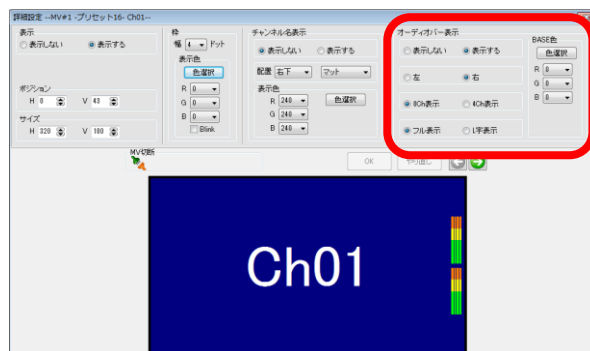 詳細設定 --MV#1 -プリセット16- Ch01--
表示
表示しない 表示する
ポジション
H 0 V 43
サイズ
H 320 V 180
枠
幅 4 ドット
表示色
色選択
R 0
G 0
B 0
Blink
チャンネル名表示
表示しない 表示する
配置 右下 マット
表示色
R 240 色選択
G 240
B 240
オーディオバー表示
表示しない 表示する
左 右
8Ch表示 4Ch表示
フル表示 L字表示
BASE色
色選択
R 0
G 0
B 0
MV切断
OK やり直し
Ch01